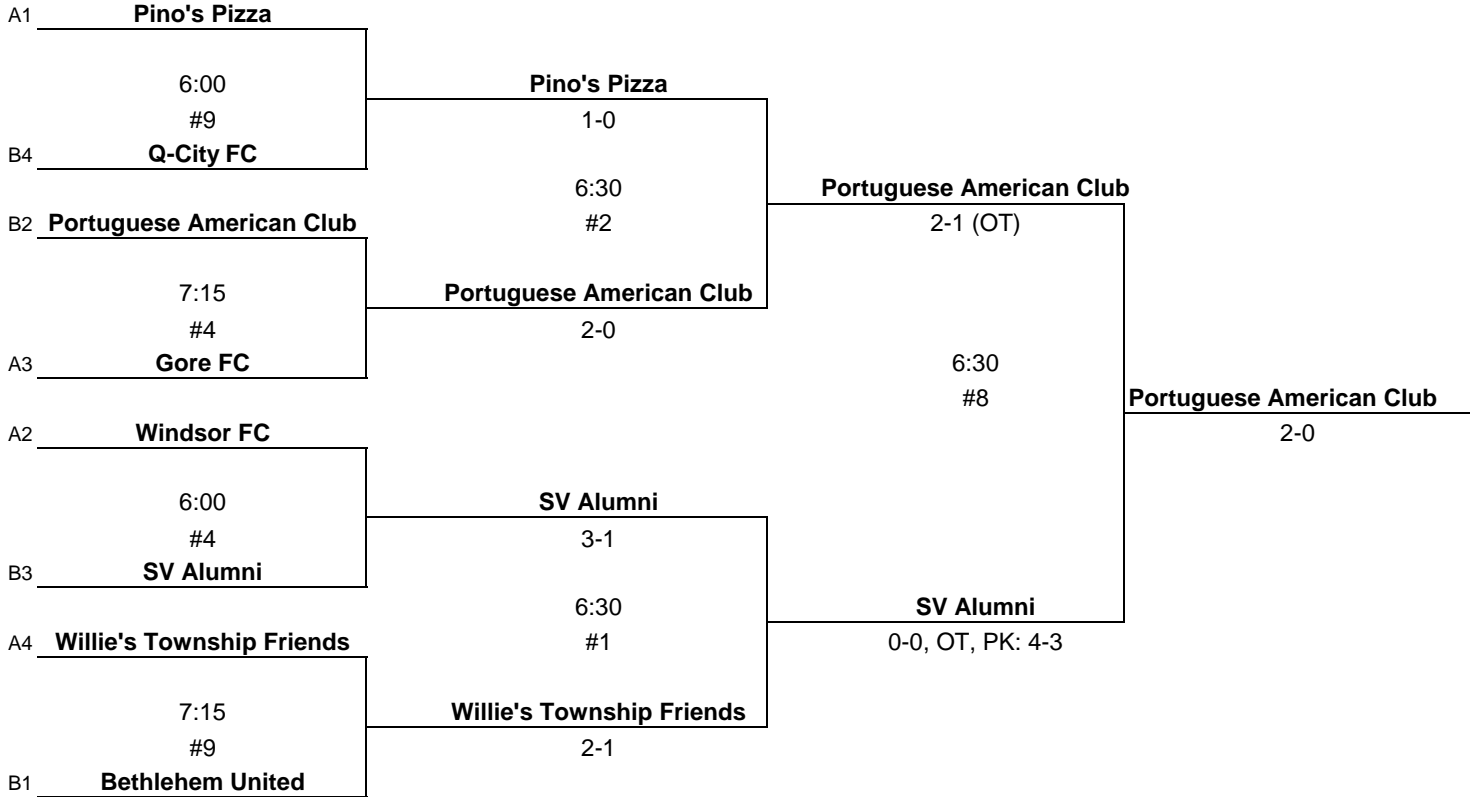 A1 Pino's Pizza
6:00
#9
B4 Q-City FC
B2 Portuguese American Club
7:15
#4
A3 Gore FC
A2 Windsor FC
6:00
#4
B3 SV Alumni
A4 Willie's Township Friends
7:15
#9
B1 Bethlehem United
Pino's Pizza
1-0
6:30
#2
Portuguese American Club
2-0
SV Alumni
3-1
6:30
#1
Willie's Township Friends
2-1
Portuguese American Club
2-1 (OT)
6:30
#8
SV Alumni
0-0, OT, PK: 4-3
Portuguese American Club
2-0